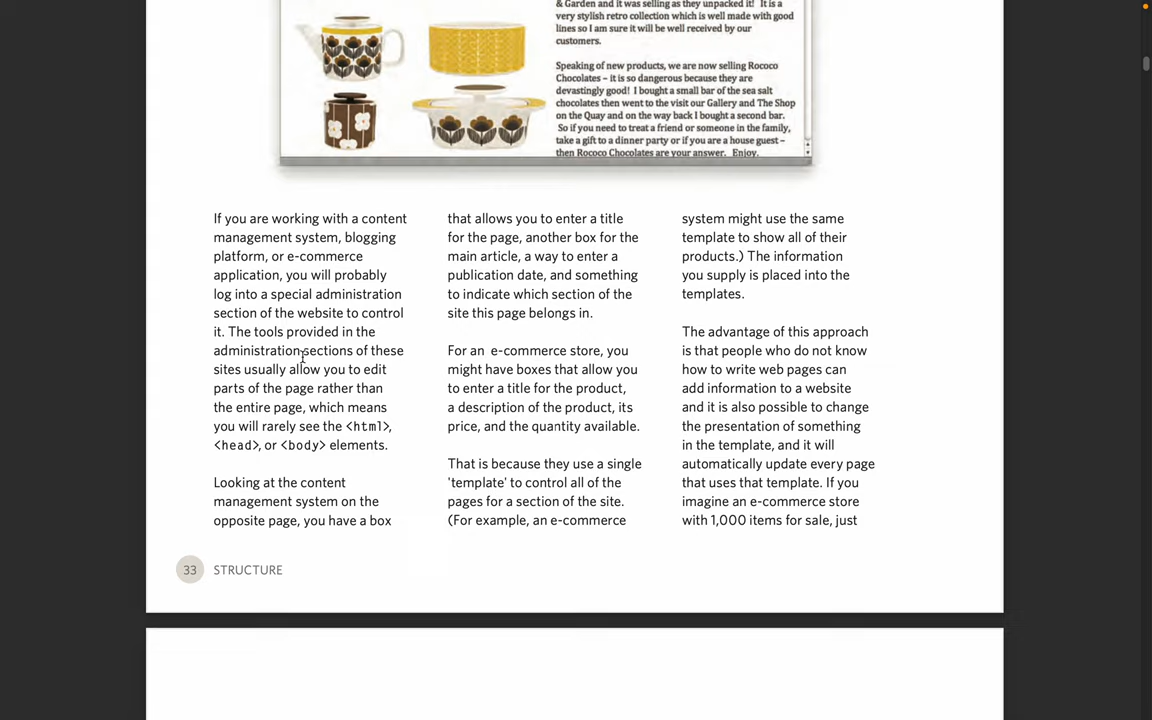 & Garden and it was selling as they unpacked it! It is a
very stylish retro collection which is well made with good
lines so I am sure it will be well received by our
customers.
Speaking of new products, we are now selling Rococo
Chocolates – it is so dangerous because they are
devastingly good! I bought a small bar of the sea salt
chocolates then went to the visit our Gallery and The Shop
on the Quay and on the way back I bought a second bar.
So if you need to treat a friend or someone in the family,
take a gift to a dinner party or if you are a house guest –
then Rococo Chocolates are your answer. Enjoy.
If you are working with a content
management system, blogging
platform, or e-commerce
application, you will probably
log into a special administration
section of the website to control
it. The tools provided in the
administration sections of these
sites usually allow you to edit
parts of the page rather than
the entire page, which means
you will rarely see the <html>,
<head>, or <body> elements.
Looking at the content
management system on the
opposite page, you have a box
that allows you to enter a title
for the page, another box for the
main article, a way to enter a
publication date, and something
to indicate which section of the
site this page belongs in.
For an e-commerce store, you
might have boxes that allow you
to enter a title for the product,
a description of the product, its
price, and the quantity available.
That is because they use a single
'template' to control all of the
pages for a section of the site.
(For example, an e-commerce
system might use the same
template to show all of their
products.) The information
you supply is placed into the
templates.
The advantage of this approach
is that people who do not know
how to write web pages can
add information to a website
and it is also possible to change
the presentation of something
in the template, and it will
automatically update every page
that uses that template. If you
imagine an e-commerce store
with 1,000 items for sale, just
33 STRUCTURE